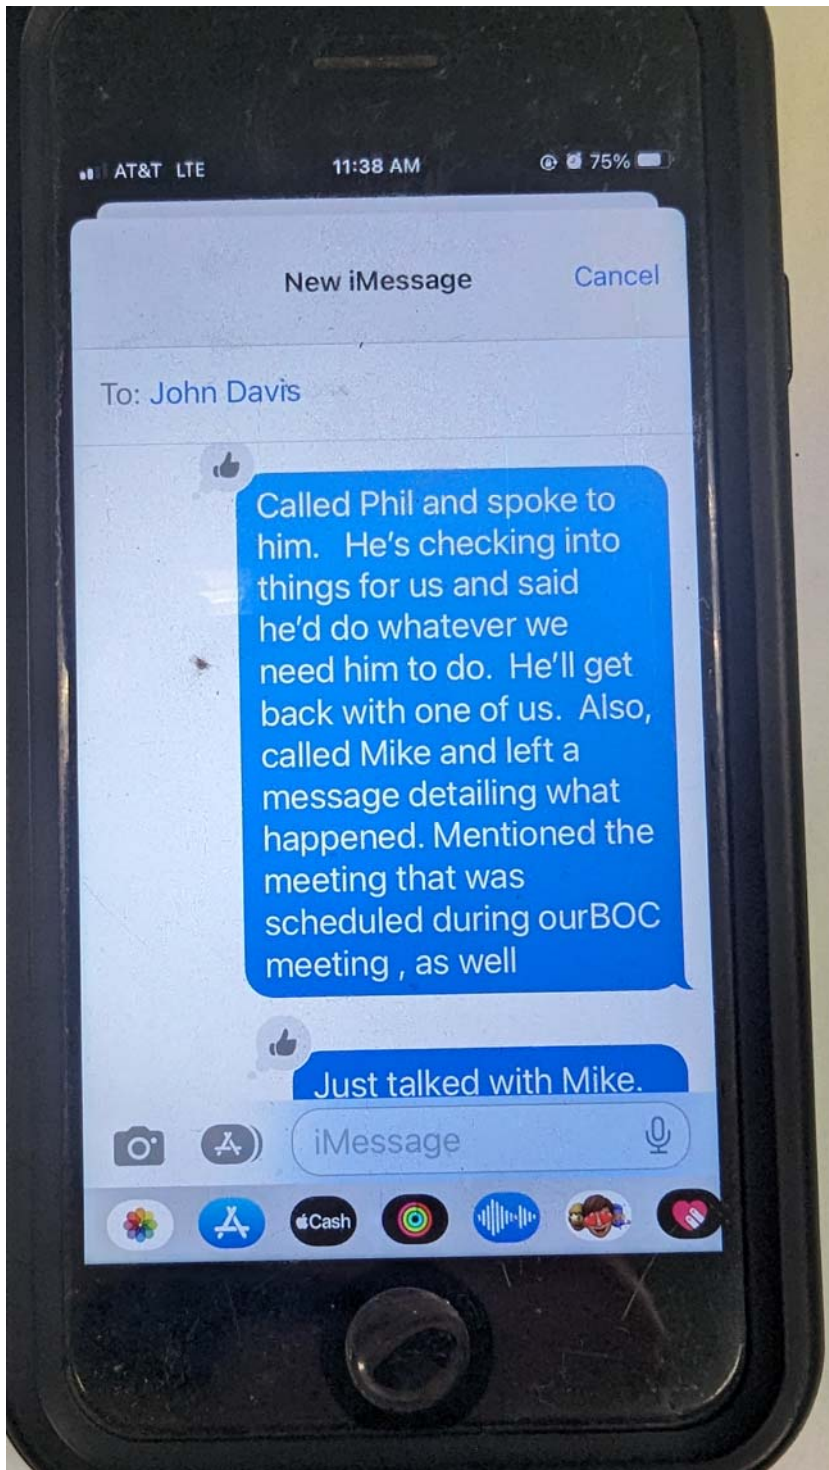 AT&T LTE 11:38 AM 75%
New iMessage Cancel
To: John Davis
Called Phil and spoke to
him. He's checking into
things for us and said
he'd do whatever we
need him to do. He'll get
back with one of us. Also,
called Mike and left a
message detailing what
happened. Mentioned the
meeting that was
scheduled during ourBOC
meeting , as well
Just talked with Mike.
iMessage
Cash